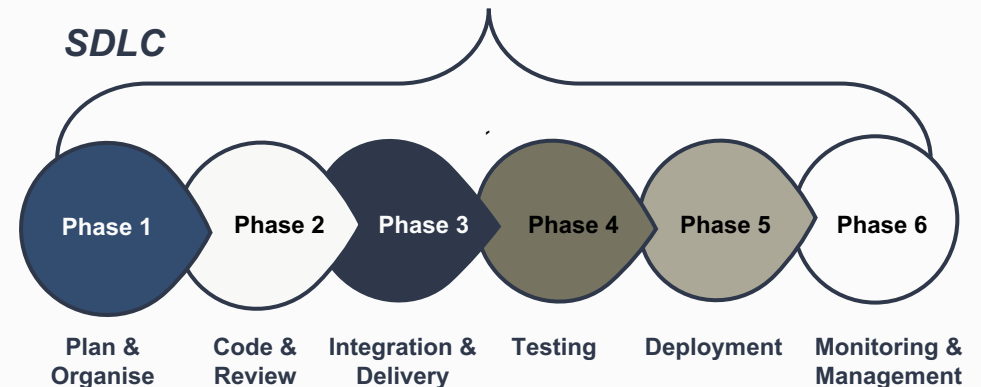 SDLC
Phase 1
Phase 2
Phase 3
Phase 4
Phase 5
Phase 6
Plan &
Organise
Code &
Review
Integration &
Delivery
Testing
Deployment
Monitoring &
Management